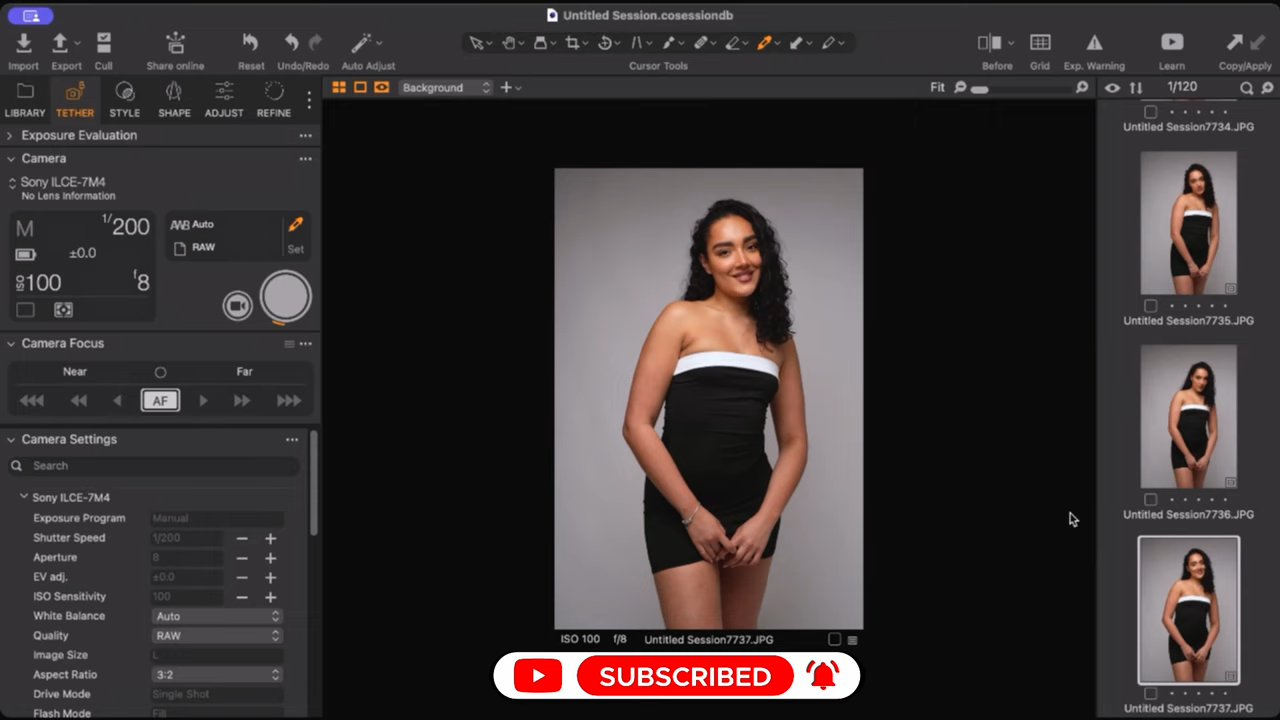 Untitled Session.cosessiondb
Import
Export
Cull
Share online
Reset
Undo/Redo
Auto Adjust
Cursor Tools
Before
Grid
Exp. Warning
Learn
Copy/Apply
LIBRARY
TETHER
STYLE
SHAPE
ADJUST
REFINE
Background
Fit
1/120
Exposure Evaluation
Camera
Sony ILCE-7M4
No Lens Information
M
1/200
±0.0
ISO 100
f8
AWB Auto
RAW
Set
Camera Focus
Near
Far
AF
Camera Settings
Search
Sony ILCE-7M4
Exposure Program Manual
Shutter Speed 1/200
Aperture 8
EV adj. ±0.0
ISO Sensitivity 100
White Balance Auto
Quality RAW
Image Size L
Aspect Ratio 3:2
Drive Mode Single Shot
Flash Mode Fill
ISO 100 f/8 Untitled Session7737.JPG
SUBSCRIBED
Untitled Session7734.JPG
Untitled Session7735.JPG
Untitled Session7736.JPG
Untitled Session7737.JPG